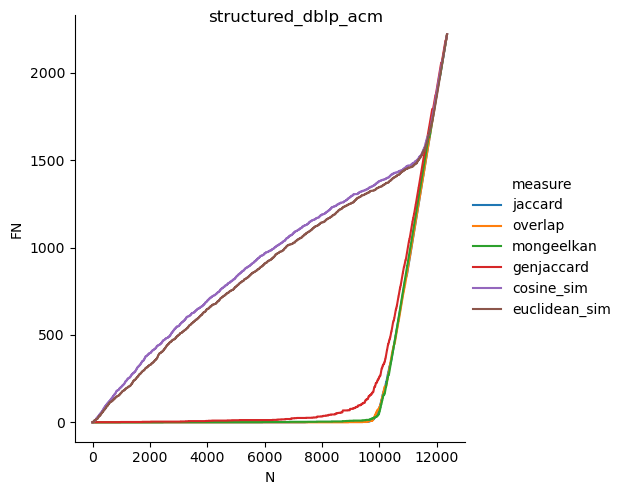 structured_dblp_acm
FN
2000
1500
1000
500
0
0 2000 4000 6000 8000 10000 12000
N
measure
jaccard
overlap
mongeelkan
genjaccard
cosine_sim
euclidean_sim